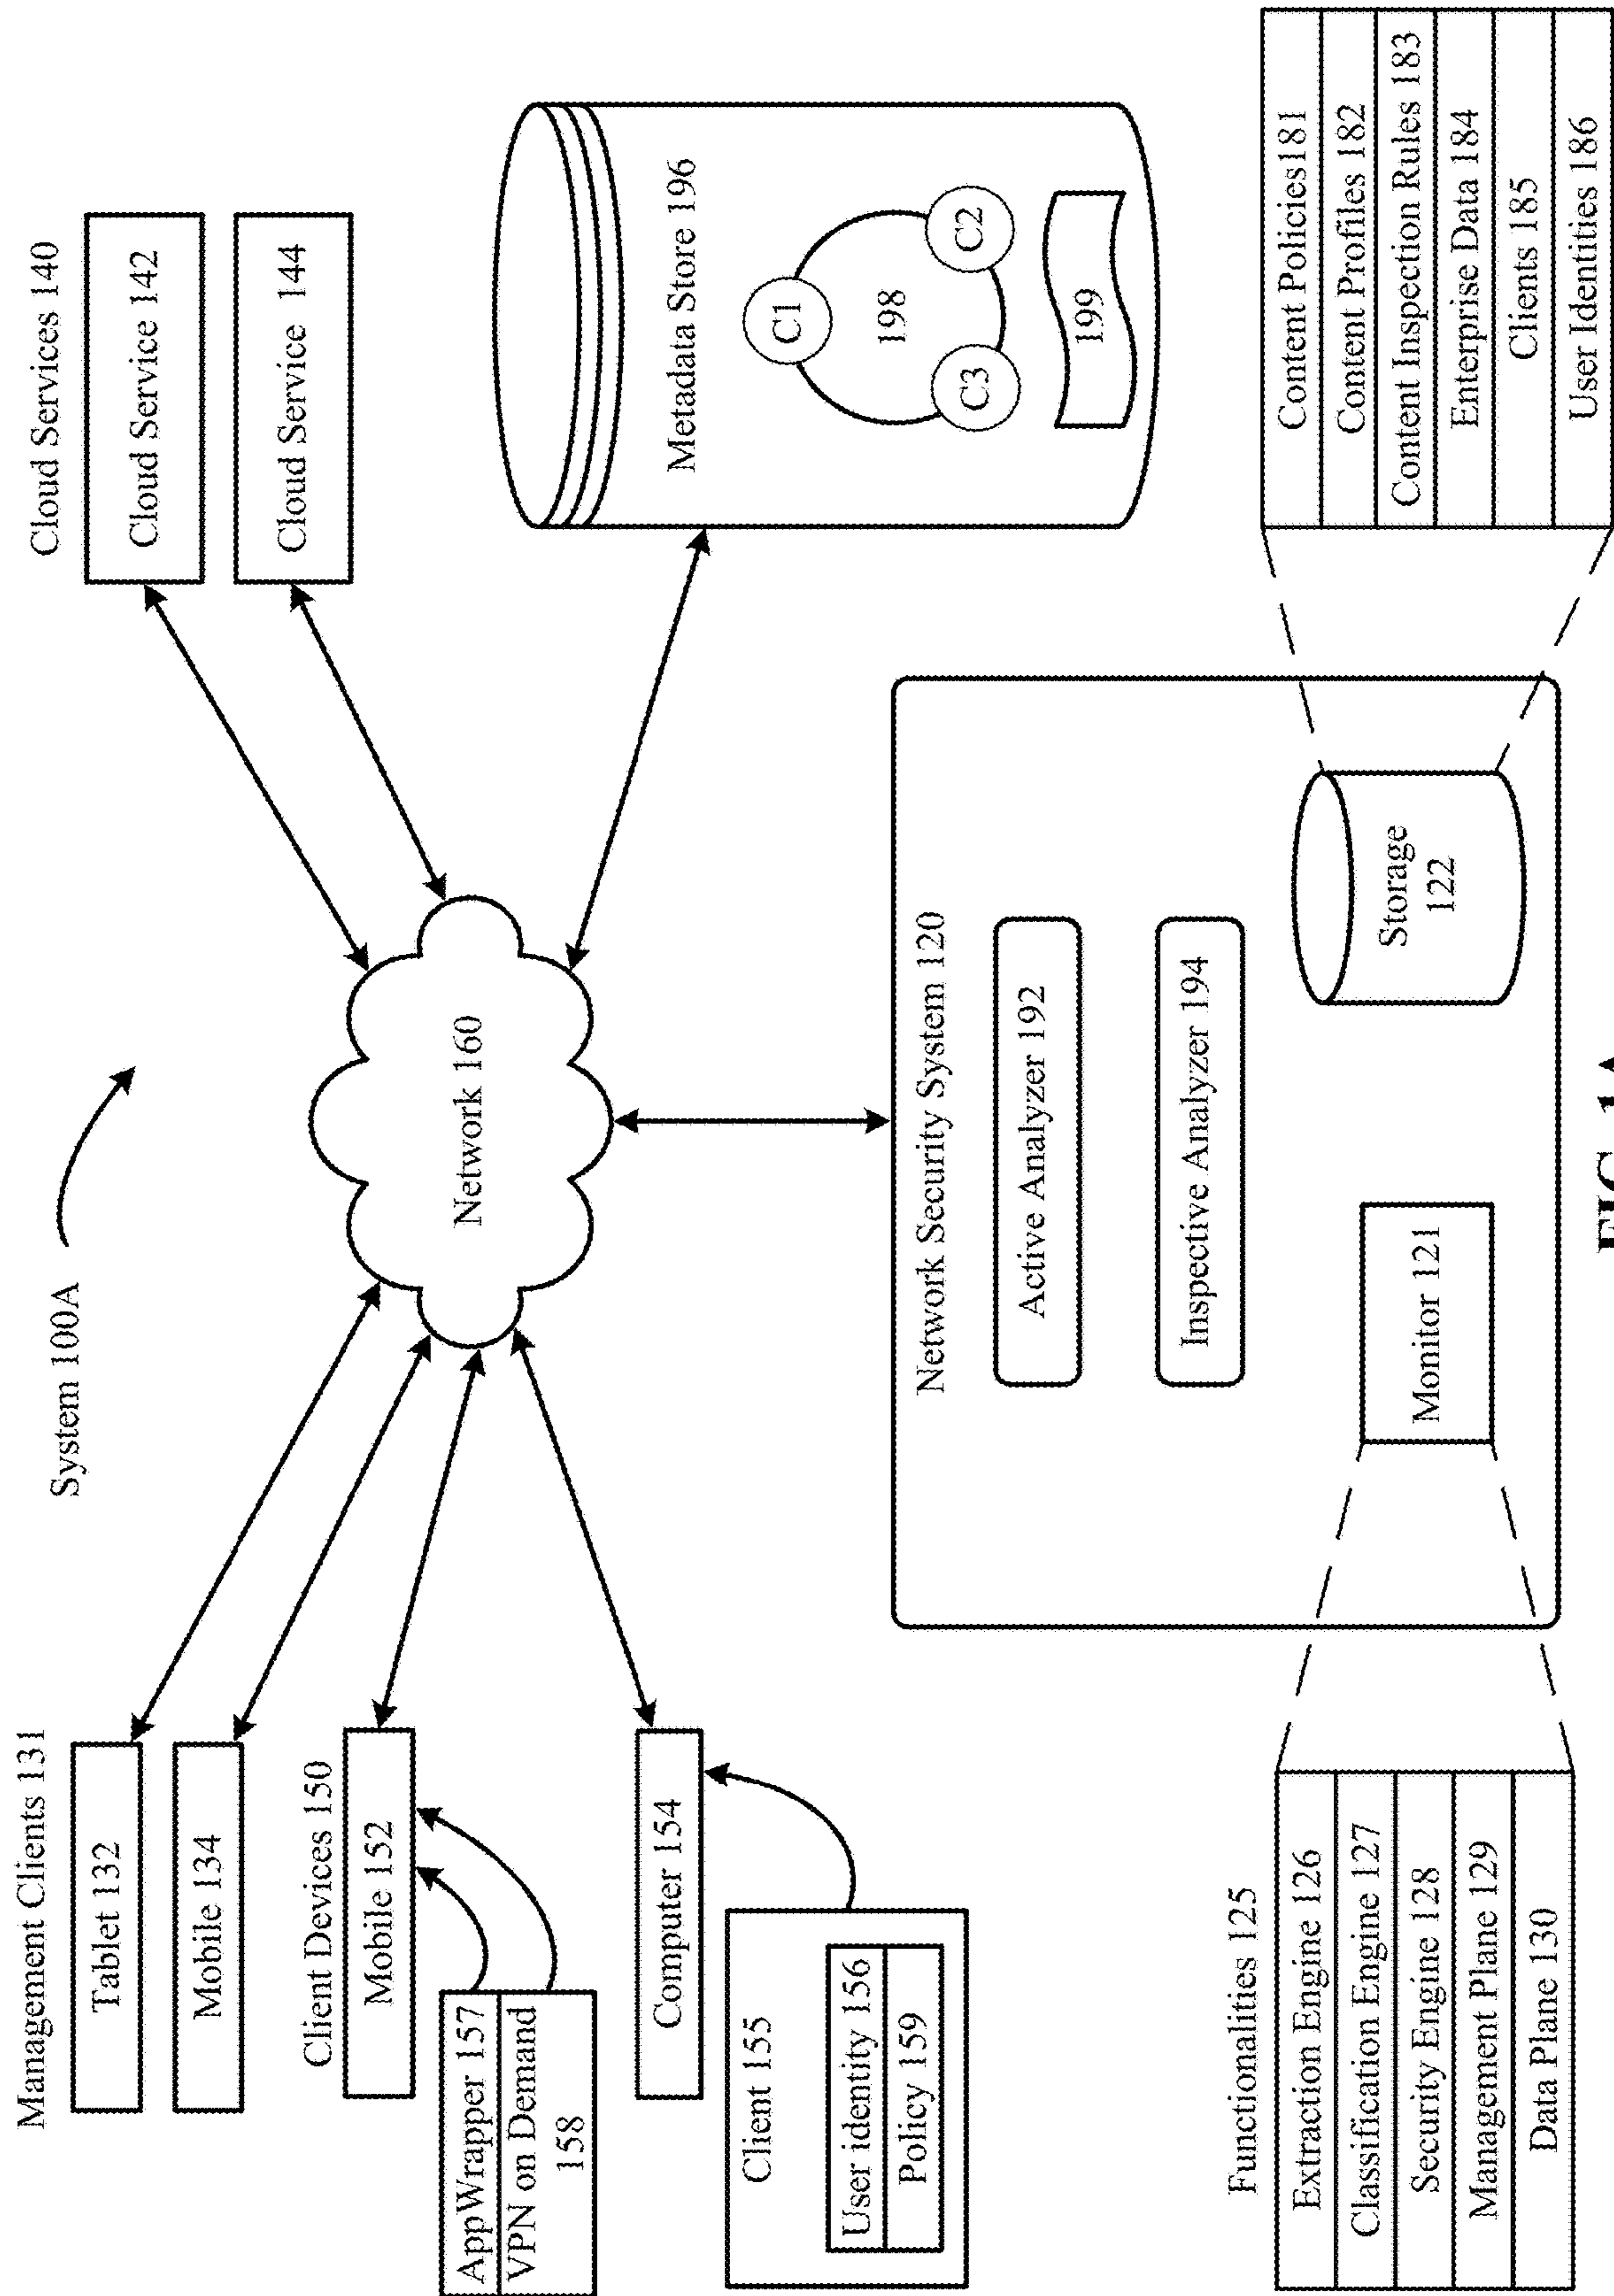 System 100A
Management Clients 131
Tablet 132
Mobile 134
Client Devices 150
Mobile 152
AppWrapper 157
VPN on Demand
158
Computer 154
Client 155
User identity 156
Policy 159
Network 160
Cloud Services 140
Cloud Service 142
Cloud Service 144
Metadata Store 196
C1
C2
C3
198
199
Network Security System 120
Active Analyzer 192
Inspective Analyzer 194
Monitor 121
Storage
122
Functionalities 125
Extraction Engine 126
Classification Engine 127
Security Engine 128
Management Plane 129
Data Plane 130
Content Policies181
Content Profiles 182
Content Inspection Rules 183
Enterprise Data 184
Clients 185
User Identities 186
FIG. 1A